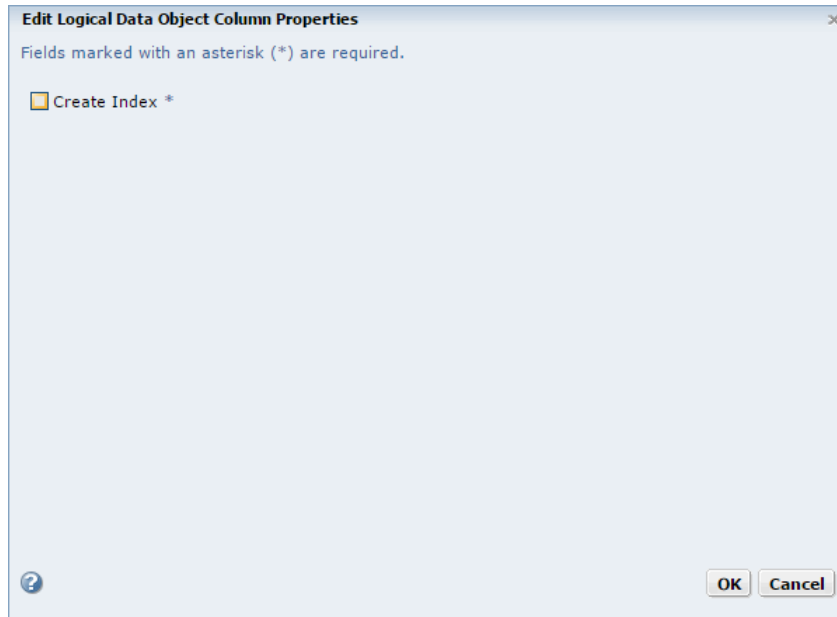 Edit Logical Data Object Column Properties
Fields marked with an asterisk (*) are required.
Create Index *
OK Cancel